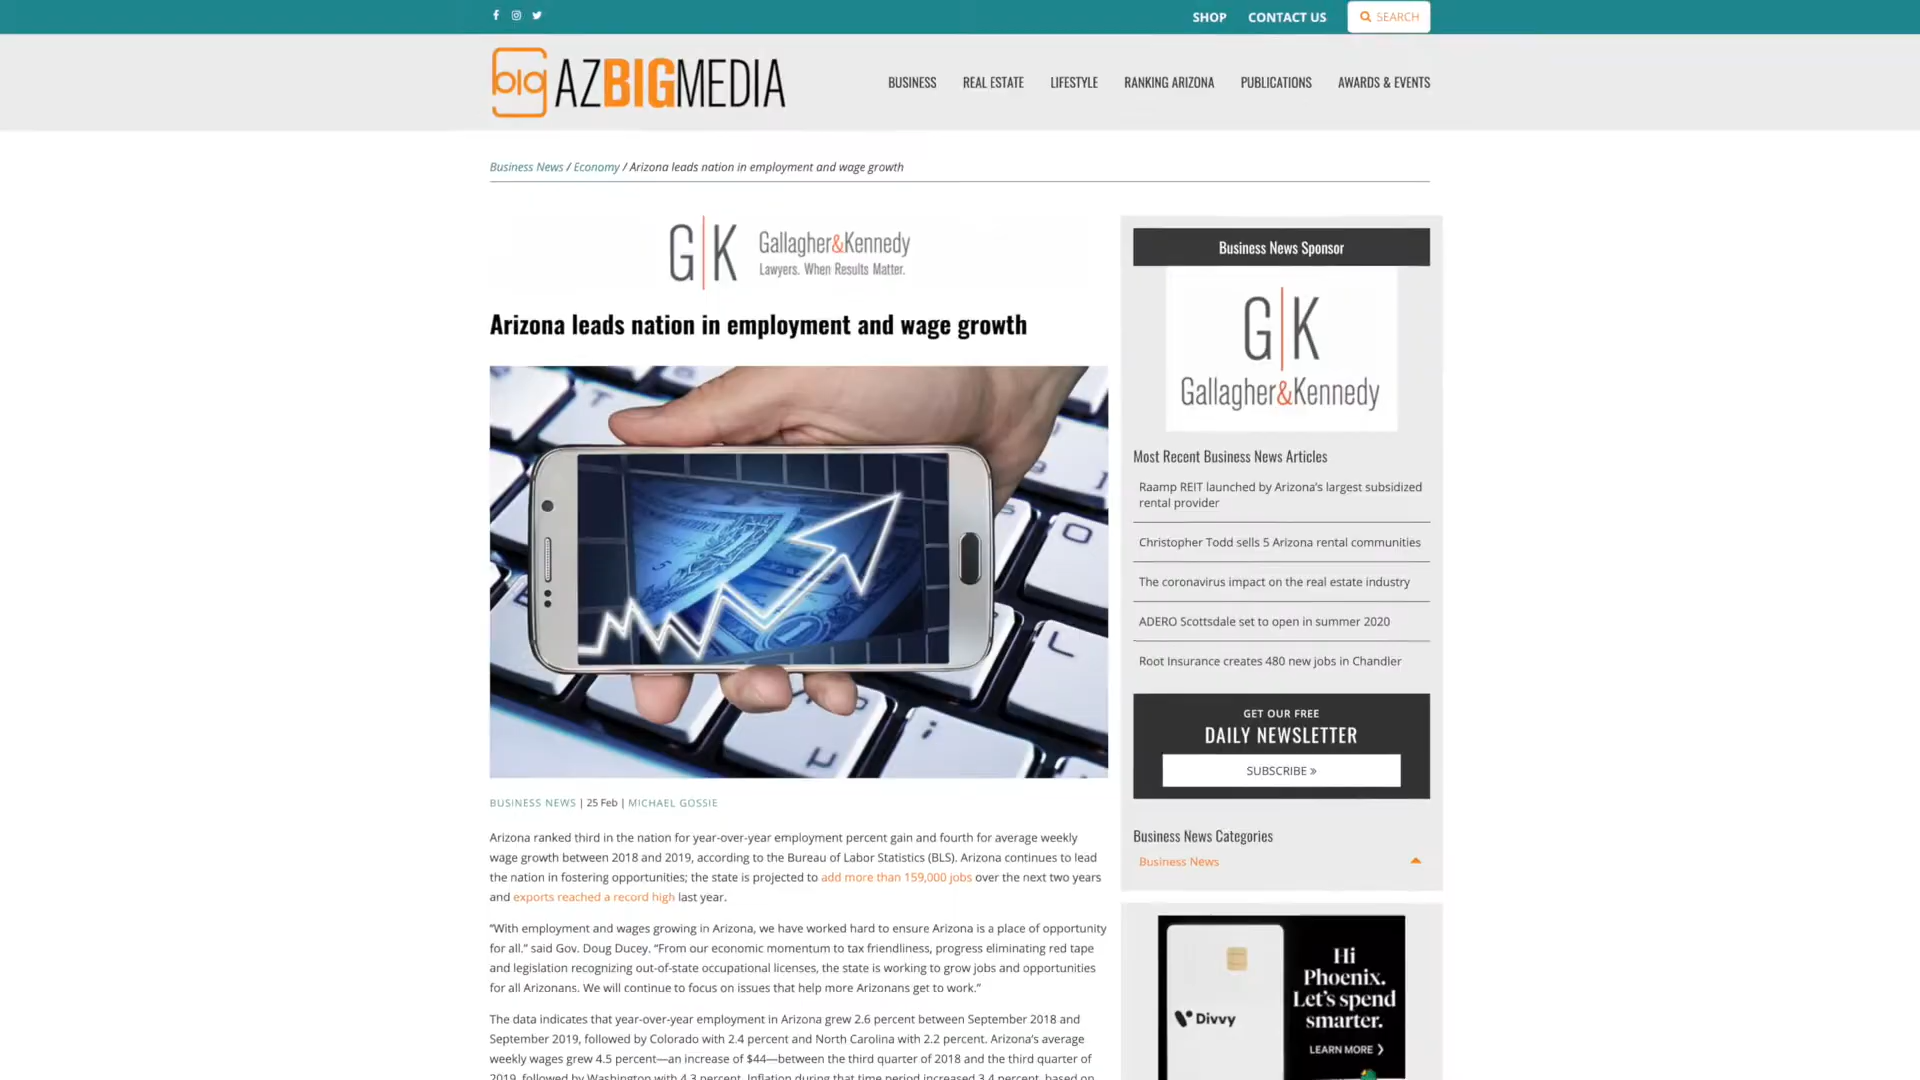 SHOP CONTACT US SEARCH
big AZBIGMEDIA
BUSINESS REAL ESTATE LIFESTYLE RANKING ARIZONA PUBLICATIONS AWARDS & EVENTS
Business News / Economy / Arizona leads nation in employment and wage growth
G K Gallagher&Kennedy
Lawyers. When Results Matter.
Arizona leads nation in employment and wage growth
BUSINESS NEWS | 25 Feb | MICHAEL GOSSIE
Arizona ranked third in the nation for year-over-year employment percent gain and fourth for average weekly
wage growth between 2018 and 2019, according to the Bureau of Labor Statistics (BLS). Arizona continues to lead
the nation in fostering opportunities; the state is projected to add more than 159,000 jobs over the next two years
and exports reached a record high last year.
“With employment and wages growing in Arizona, we have worked hard to ensure Arizona is a place of opportunity
for all.” said Gov. Doug Ducey. “From our economic momentum to tax friendliness, progress eliminating red tape
and legislation recognizing out-of-state occupational licenses, the state is working to grow jobs and opportunities
for all Arizonans. We will continue to focus on issues that help more Arizonans get to work.”
The data indicates that year-over-year employment in Arizona grew 2.6 percent between September 2018 and
September 2019, followed by Colorado with 2.4 percent and North Carolina with 2.2 percent. Arizona’s average
weekly wages grew 4.5 percent—an increase of $44—between the third quarter of 2018 and the third quarter of
2019, followed by Washington with 4.3 percent. Inflation during that time period increased 3.4 percent, based on
Business News Sponsor
G K
Gallagher&Kennedy
Most Recent Business News Articles
Raamp REIT launched by Arizona’s largest subsidized
rental provider
Christopher Todd sells 5 Arizona rental communities
The coronavirus impact on the real estate industry
ADERO Scottsdale set to open in summer 2020
Root Insurance creates 480 new jobs in Chandler
GET OUR FREE
DAILY NEWSLETTER
SUBSCRIBE »
Business News Categories
Business News
Divvy
Hi
Phoenix.
Let’s spend
smarter.
LEARN MORE ❯